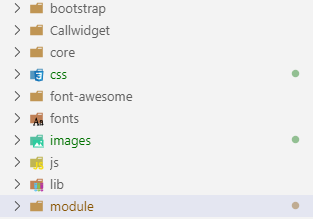 bootstrap
Callwidget
core
css
font-awesome
fonts
images
js
lib
module